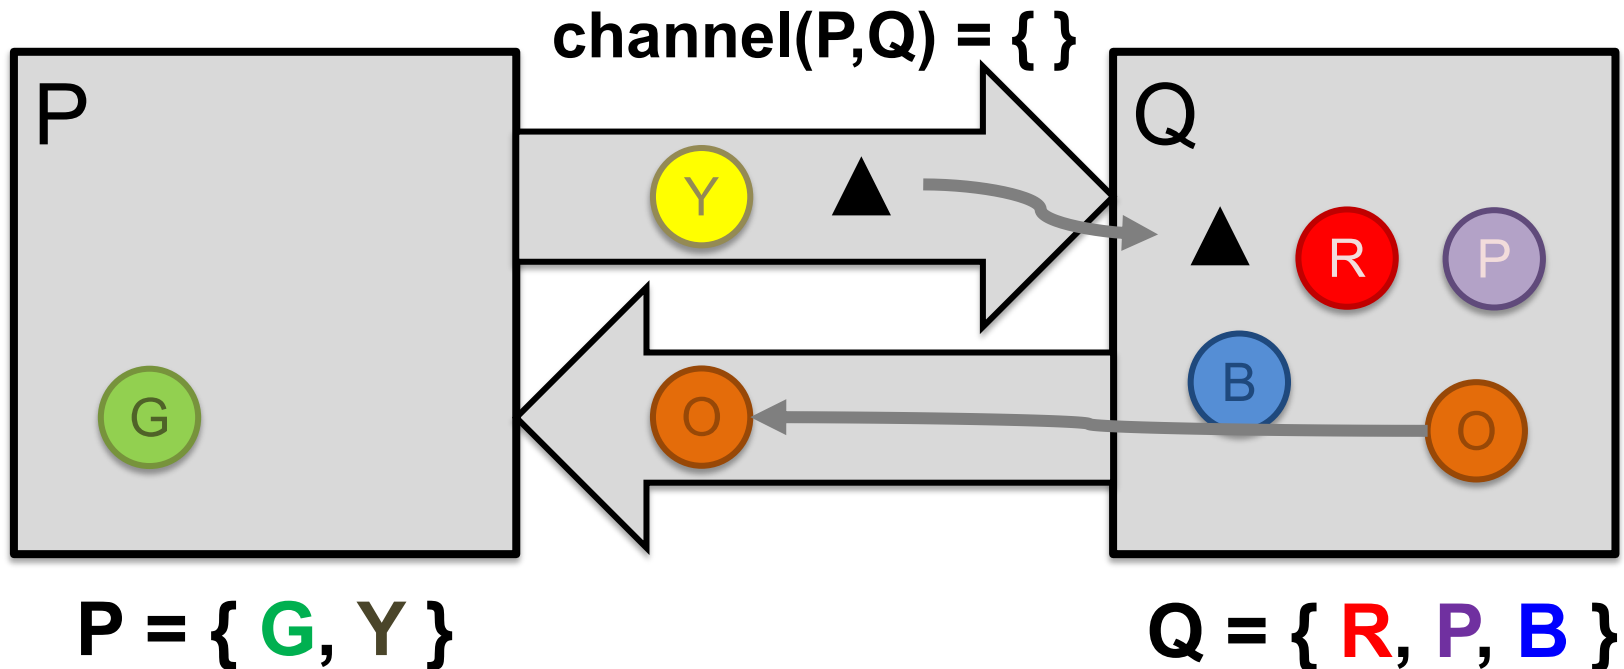 channel(P,Q) = { }
P
Q
Y
R
P
B
G
O
O
P = { G, Y }
Q = { R, P, B }